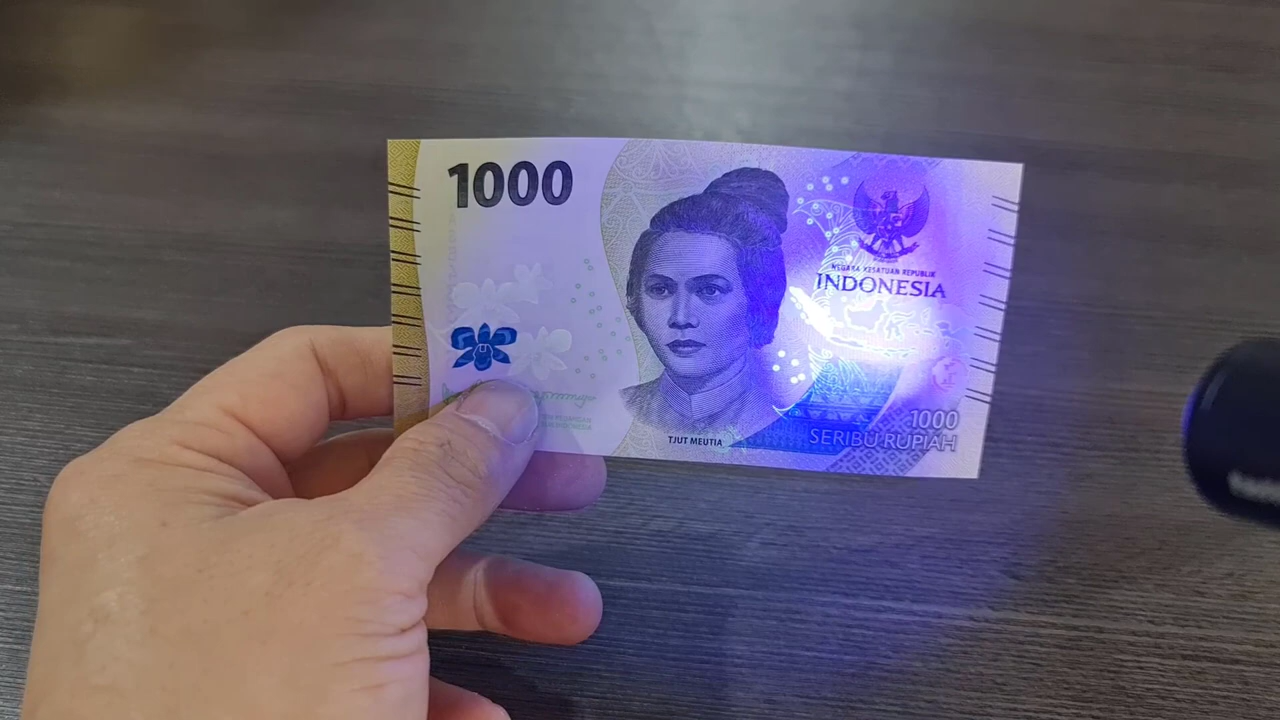 1000
NEGARA KESATUAN REPUBLIK
INDONESIA
TJUT MEUTIA
1000
SERIBU RUPIAH